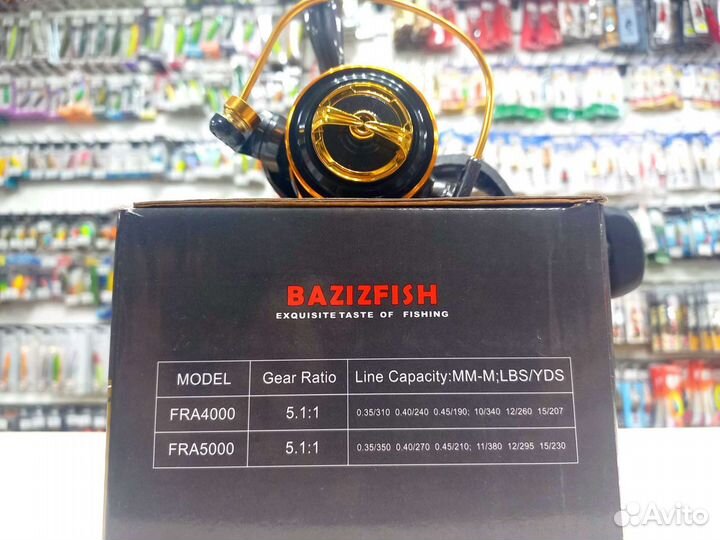 BAZIZFISH
EXQUISITE TASTE OF FISHING
MODEL Gear Ratio Line Capacity:MM-M;LBS/YDS
FRA4000 5.1:1 0.35/310 0.40/240 0.45/190; 10/340 12/260 15/207
FRA5000 5.1:1 0.35/350 0.40/270 0.45/210; 11/380 12/295 15/230
Avito